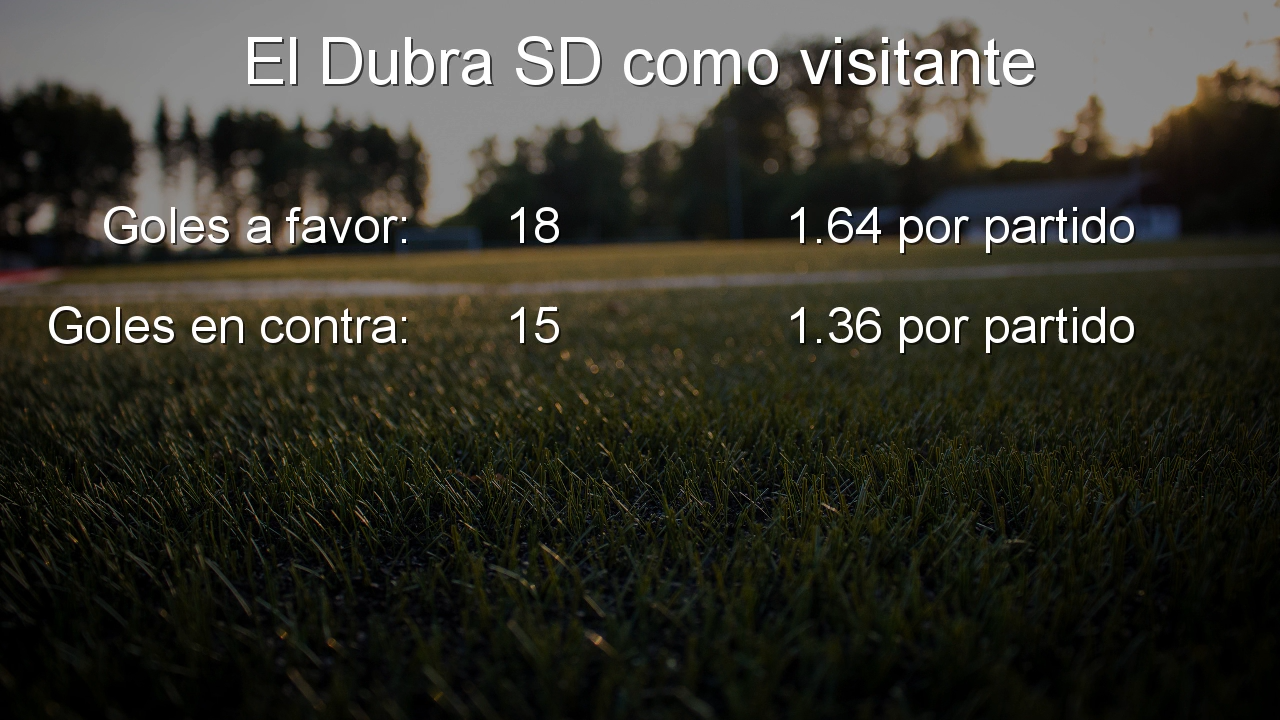 El Dubra SD como visitante
Goles a favor: 18 1.64 por partido
Goles en contra: 15 1.36 por partido